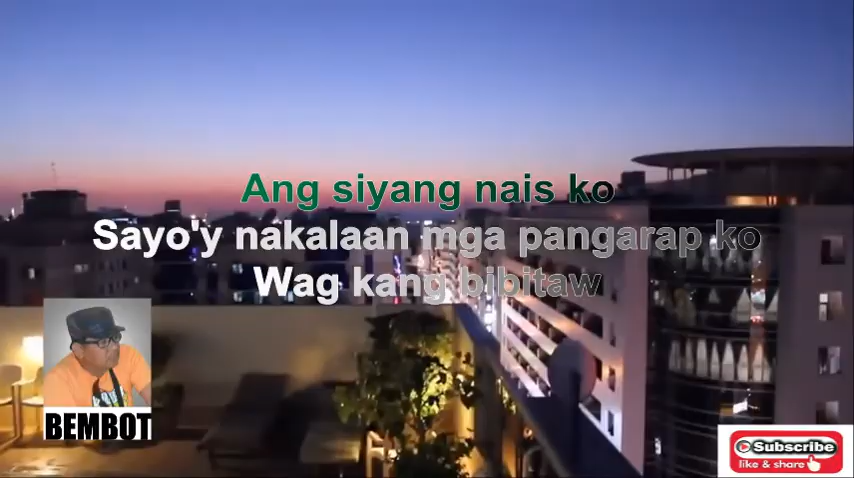 Ang siyang nais ko
Sayo'y nakalaan mga pangarap ko
Wag kang bibitaw
BEMBOT
Subscribe
like & share